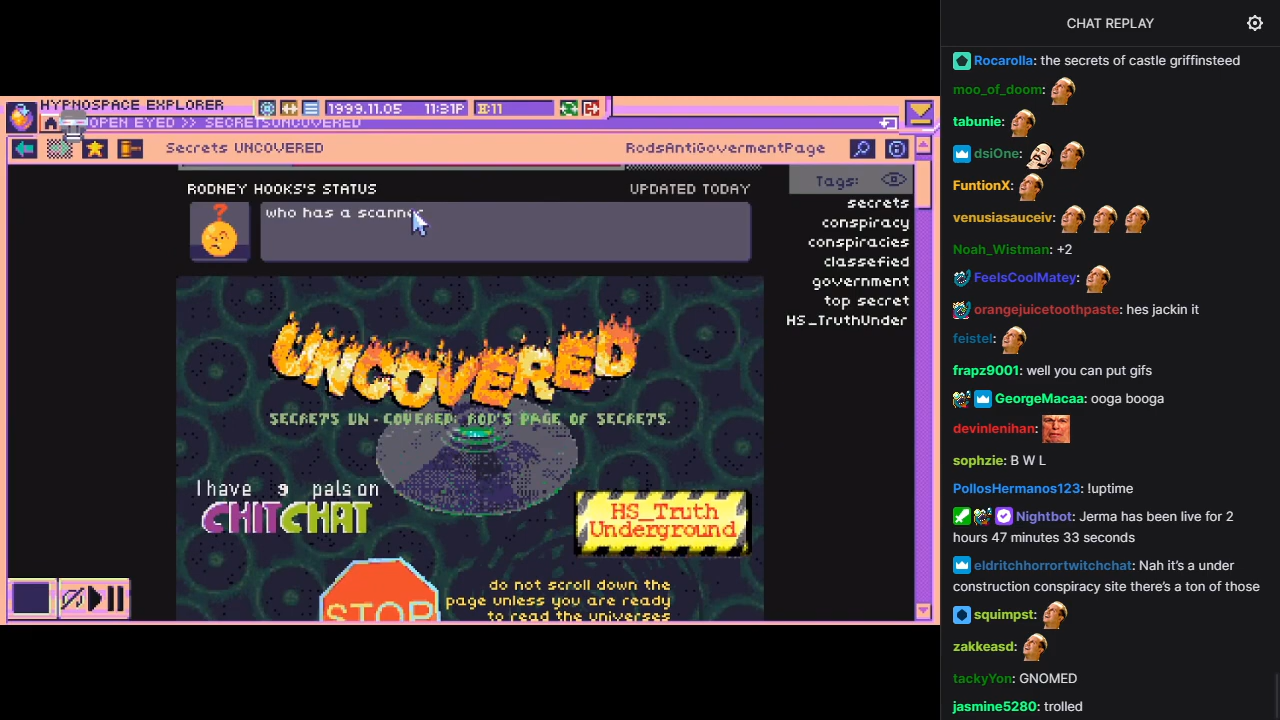 HYPNOSPACE EXPLORER
1999.11.05 11:31P
:11
OPEN EYED >> SECRETSUNCOVERED
Secrets UNCOVERED
RodsAntiGovermentPage
RODNEY HOOKS'S STATUS
UPDATED TODAY
who has a scanner
Tags:
secrets
conspiracy
conspiracies
classefied
government
top secret
HS_TruthUnder
UNCOVERED
SECRETS UN-COVERED: ROD'S PAGE OF SECRETS.
I have 9 pals on
CHITCHAT
HS_Truth
Underground
STOP
do not scroll down the
page unless you are ready
to read the universes
CHAT REPLAY
Rocarolla: the secrets of castle griffinsteed
moo_of_doom:
tabunie:
dsiOne:
FuntionX:
venusiasauceiv:
Noah_Wistman: +2
FeelsCoolMatey:
orangejuicetoothpaste: hes jackin it
feistel:
frapz9001: well you can put gifs
GeorgeMacaa: ooga booga
devinlenihan:
sophzie: B W L
PollosHermanos123: !uptime
Nightbot: Jerma has been live for 2
hours 47 minutes 33 seconds
eldritchhorrortwitchchat: Nah it's a under
construction conspiracy site there's a ton of those
squimpst:
zakkeasd:
tackyYon: GNOMED
jasmine5280: trolled